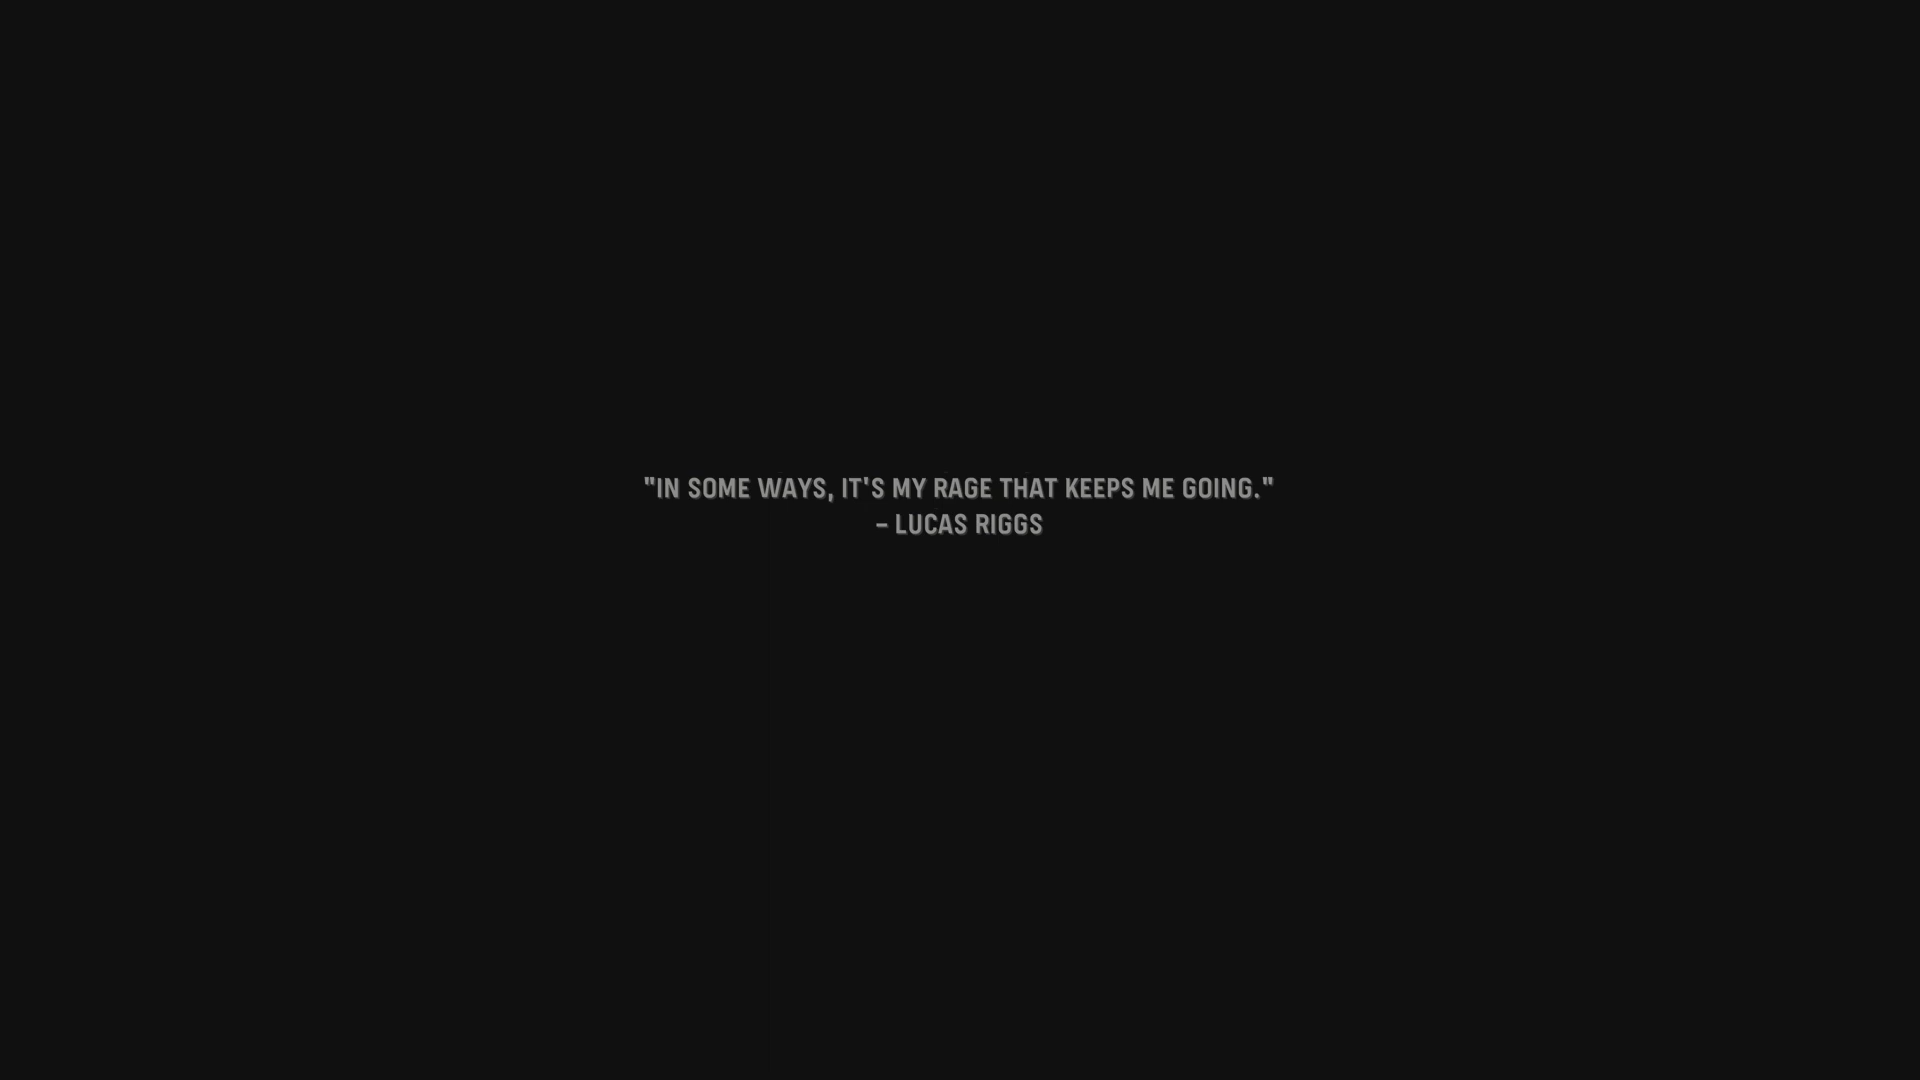 "IN SOME WAYS, IT'S MY RAGE THAT KEEPS ME GOING."
– LUCAS RIGGS